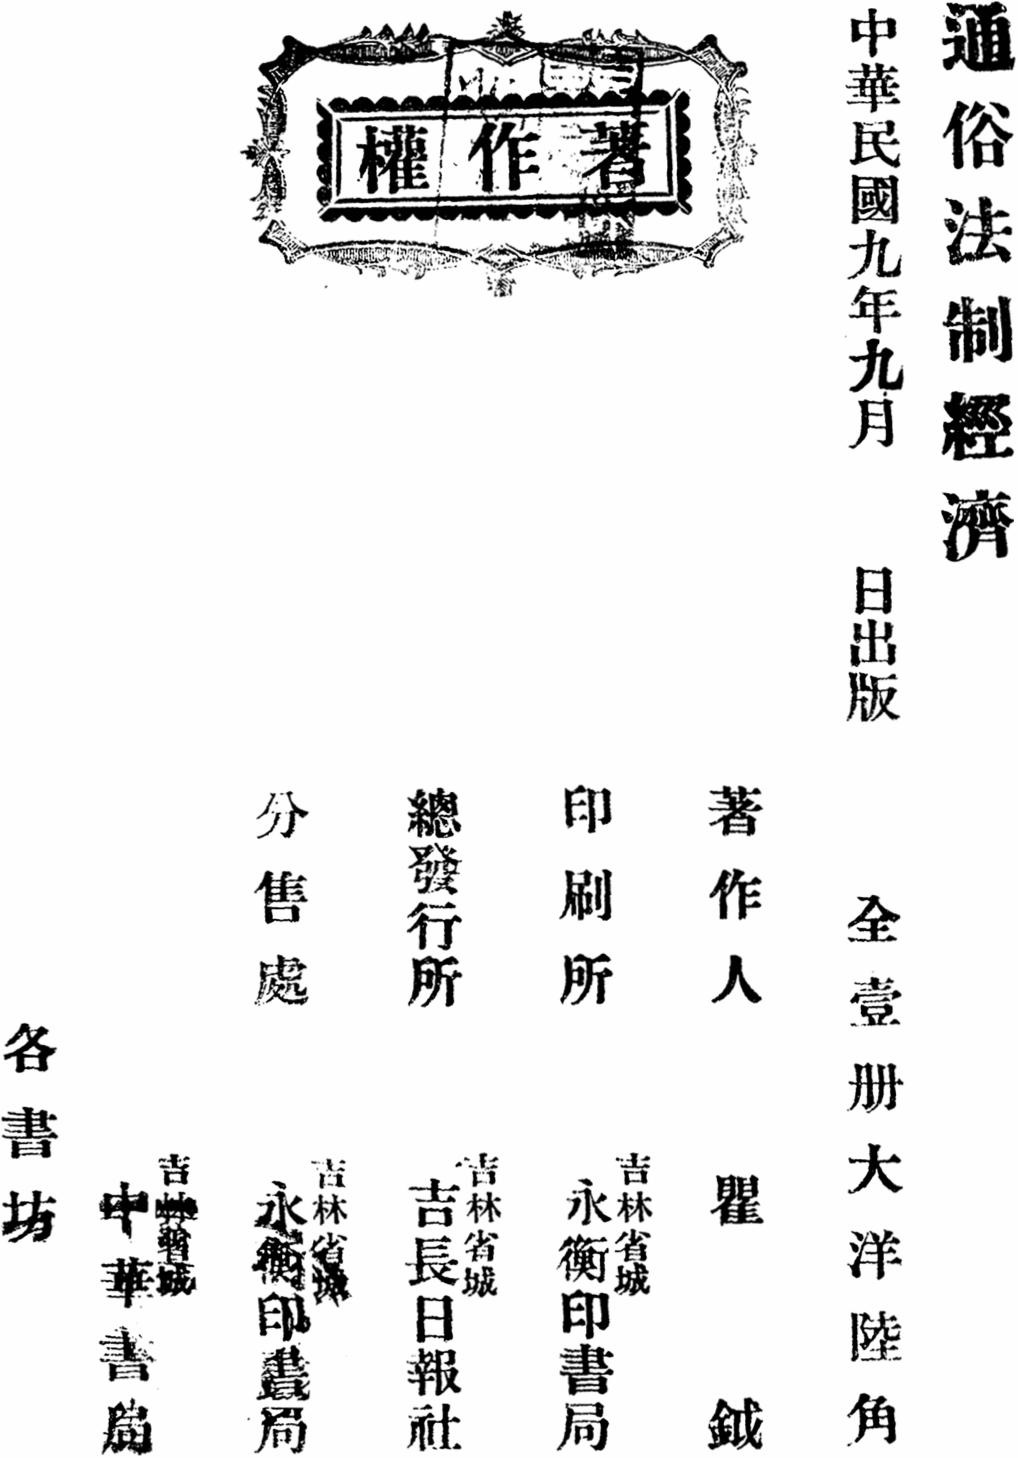 通俗法制經濟
中華民國九年九月　　日出版
全壹册大洋陸角
著作權
著作人　瞿鉞
印刷所　吉林省城　永衡印書局
總發行所　吉林省城　吉長日報社
分售處　吉林省城　永衡印書局
吉林省城　中華書局
各書坊